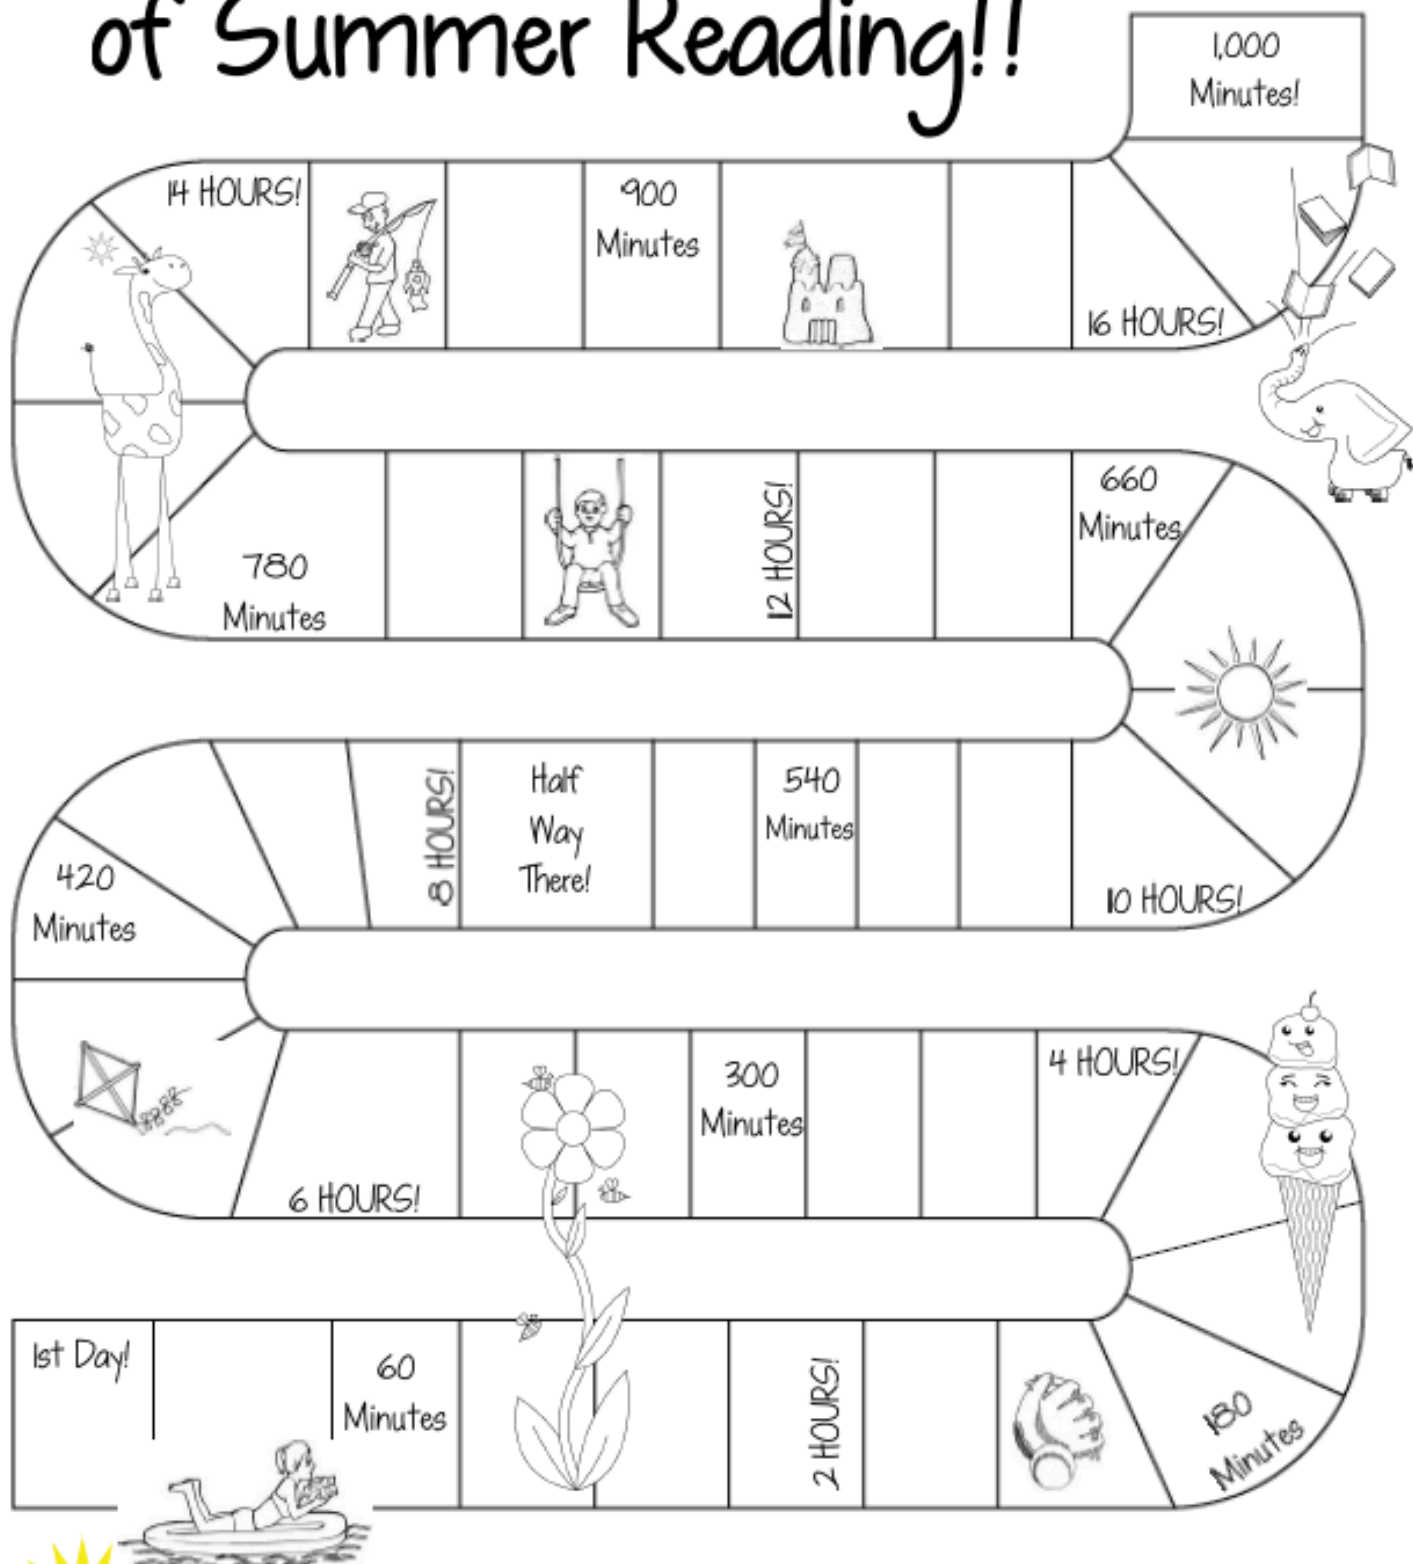 of Summer Reading!!
1,000
Minutes!
14 HOURS!
900
Minutes
16 HOURS!
780
Minutes
12 HOURS!
660
Minutes
420
Minutes
8 HOURS!
Half
Way
There!
540
Minutes
10 HOURS!
6 HOURS!
300
Minutes
4 HOURS!
1st Day!
60
Minutes
2 HOURS!
180
Minutes